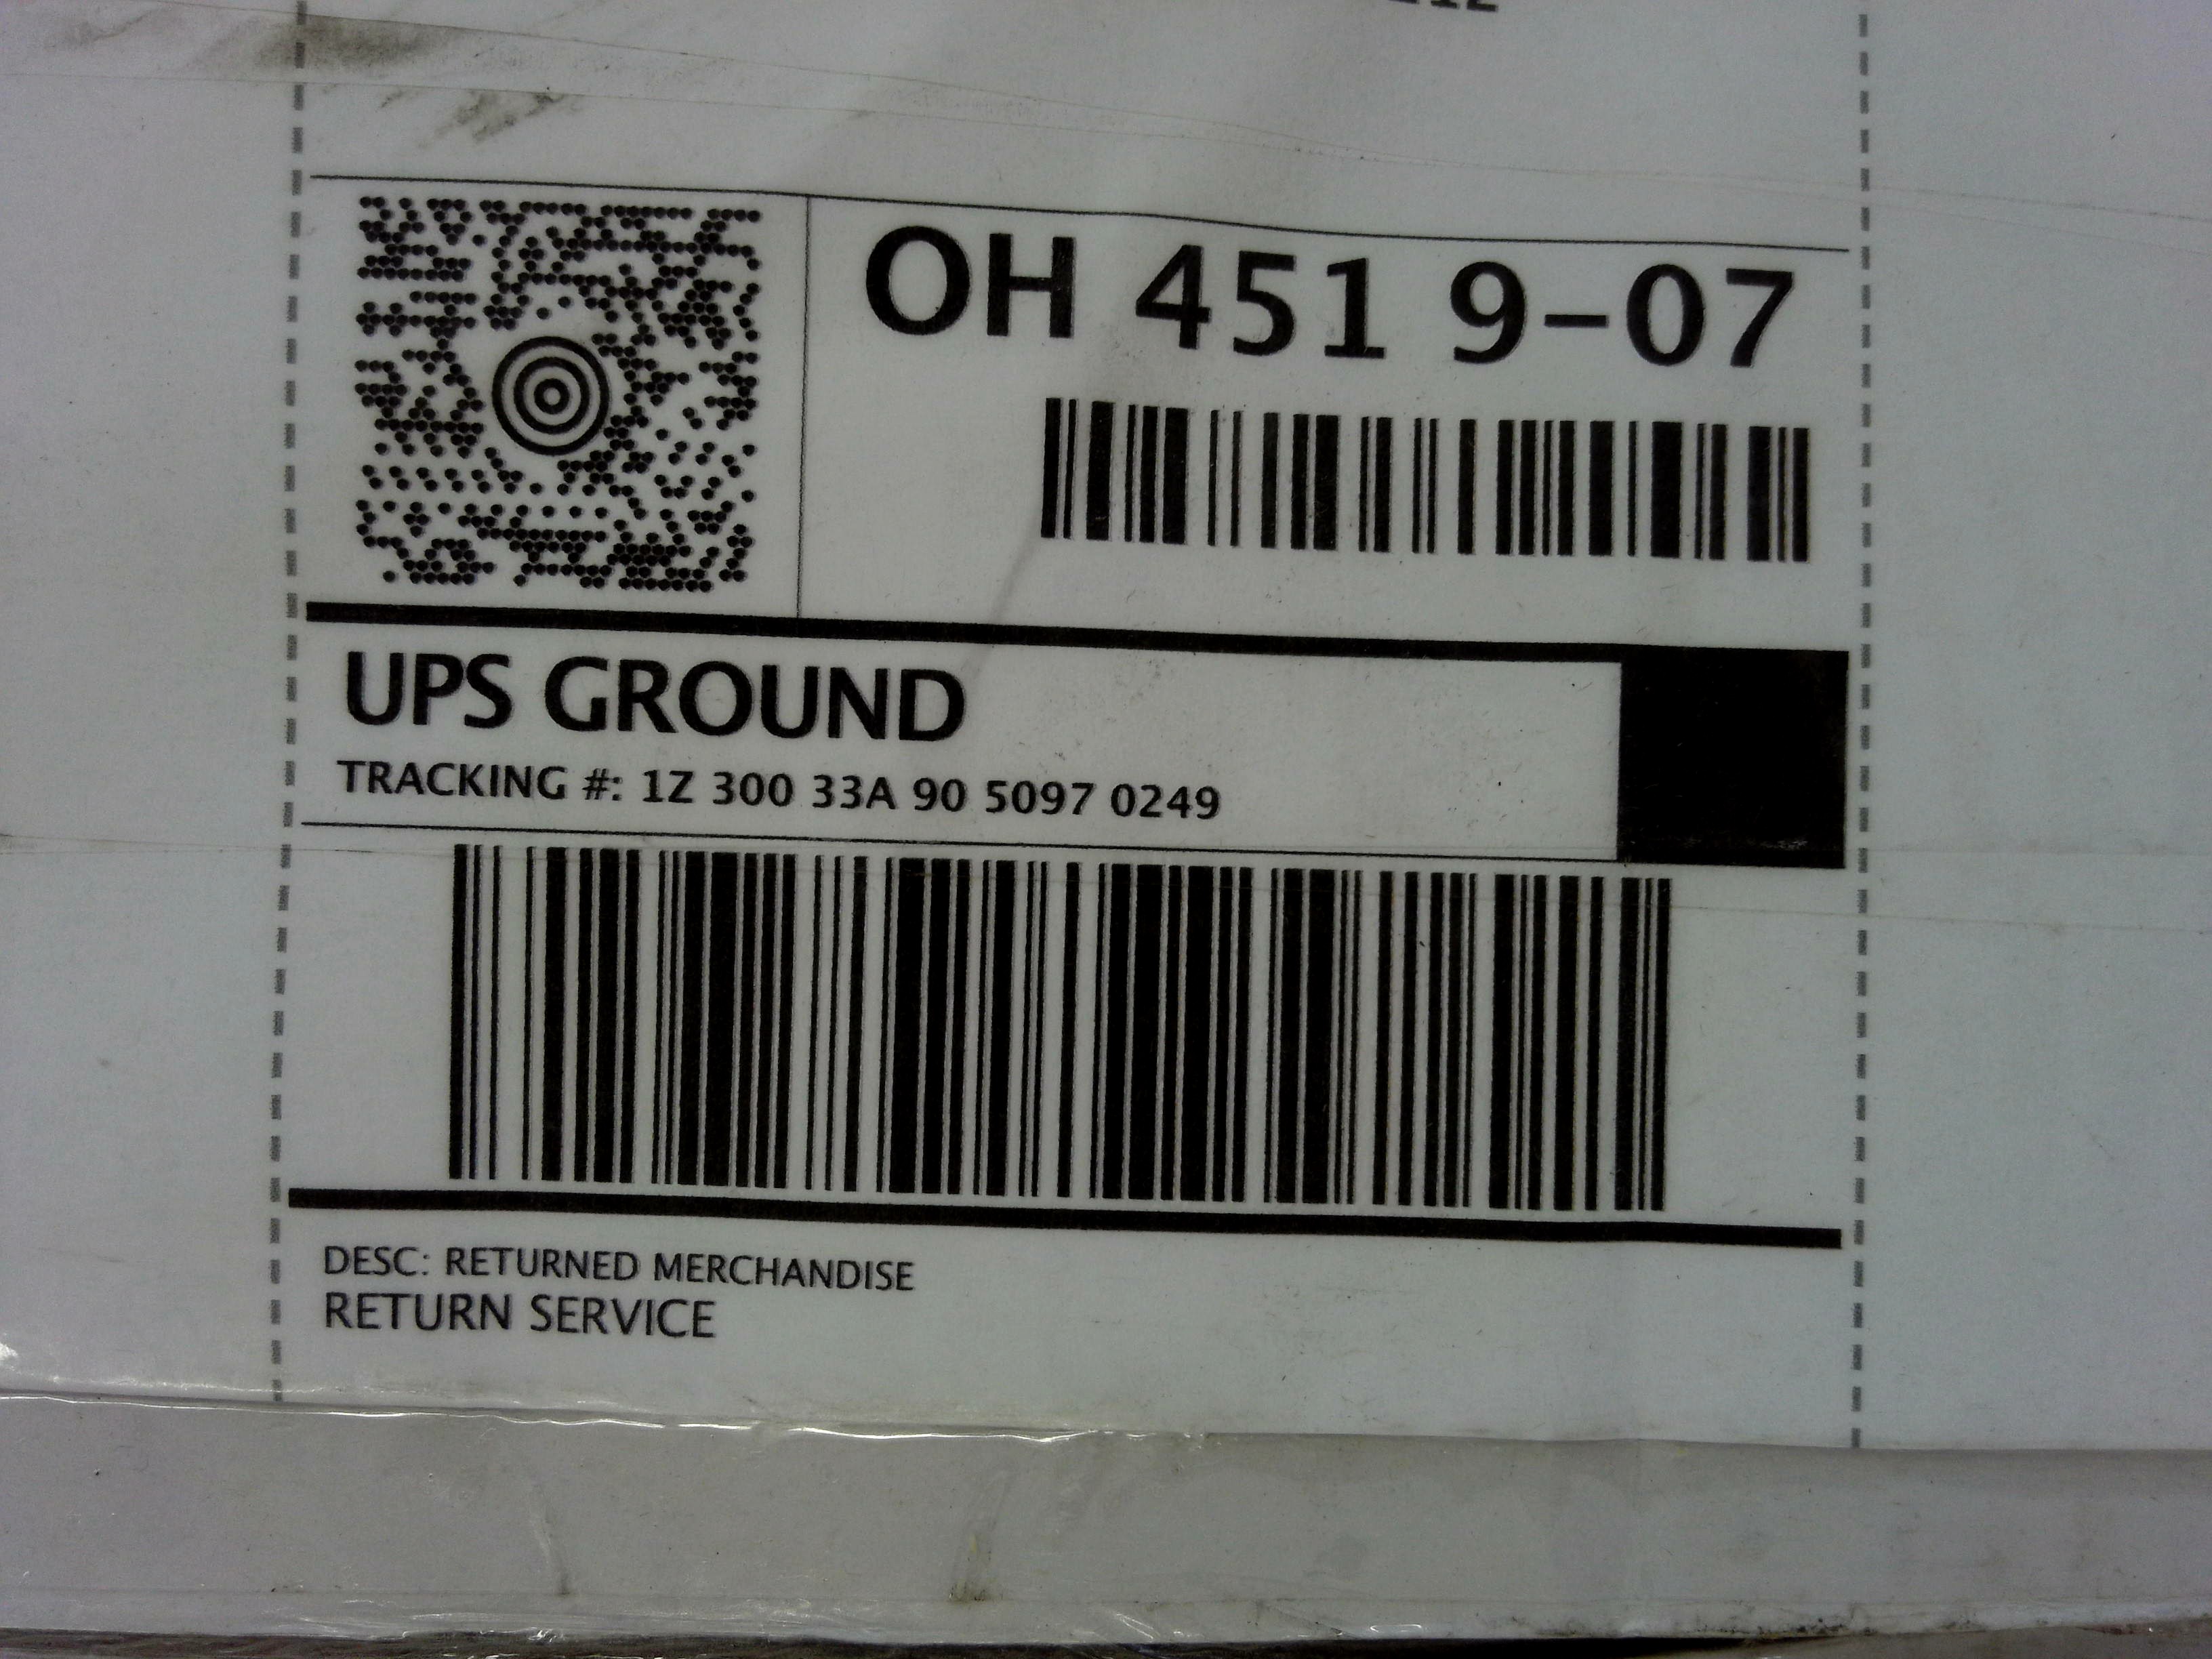 OH 451 9-07
UPS GROUND
TRACKING #: 1Z 300 33A 90 5097 0249
DESC: RETURNED MERCHANDISE
RETURN SERVICE